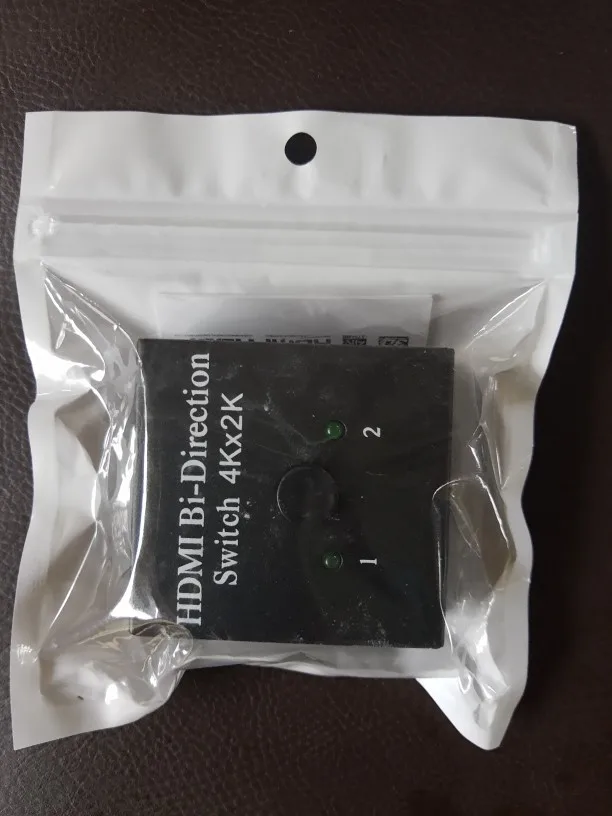 HDMI Bi-Direction
Switch 4Kx2K
1
2